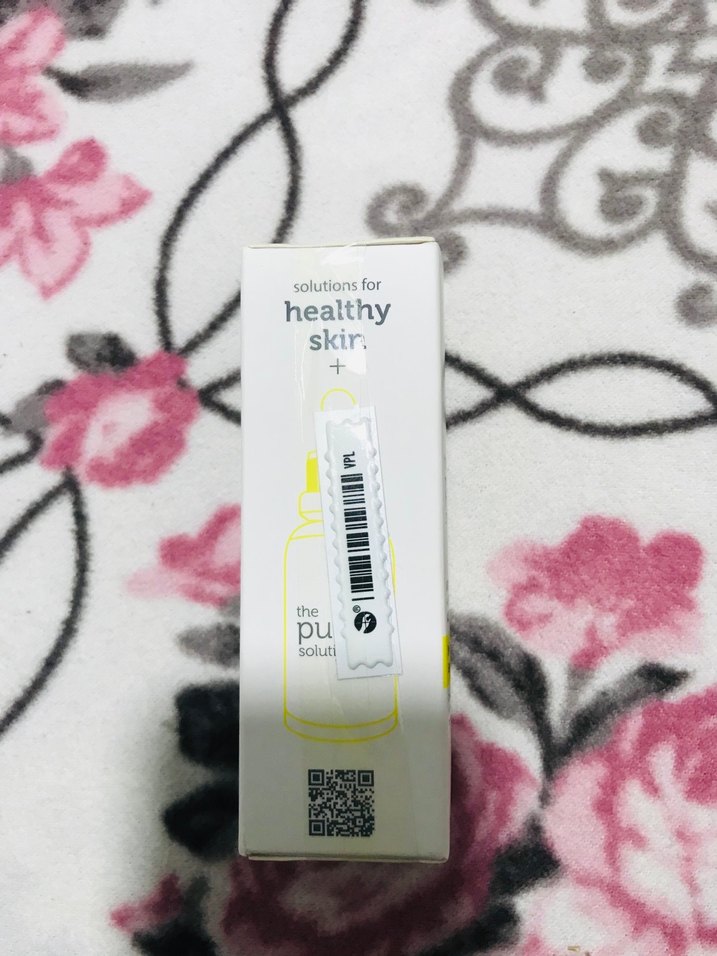 solutions for
healthy
skin
+
VPL
®
the
pu
soluti